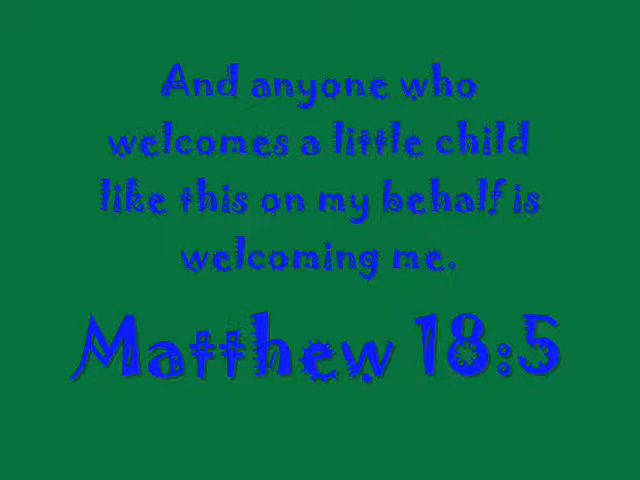 And anyone who
welcomes a little child
like this on my behalf is
welcoming me.
Matthew 18:5